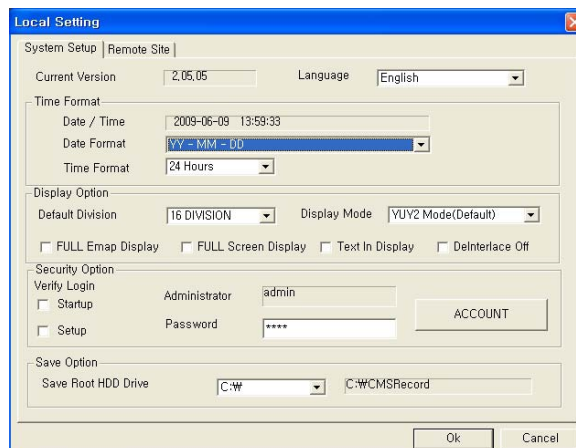 Local Setting
System Setup Remote Site
Current Version 2,05,05 Language English
Time Format
Date / Time 2009-06-09 13:59:33
Date Format YY - MM - DD
Time Format 24 Hours
Display Option
Default Division 16 DIVISION Display Mode YUY2 Mode(Default)
FULL Emap Display FULL Screen Display Text In Display DeInterlace Off
Security Option
Verify Login
Startup Administrator admin
Setup Password ****
ACCOUNT
Save Option
Save Root HDD Drive C:₩ C:₩CMSRecord
Ok Cancel